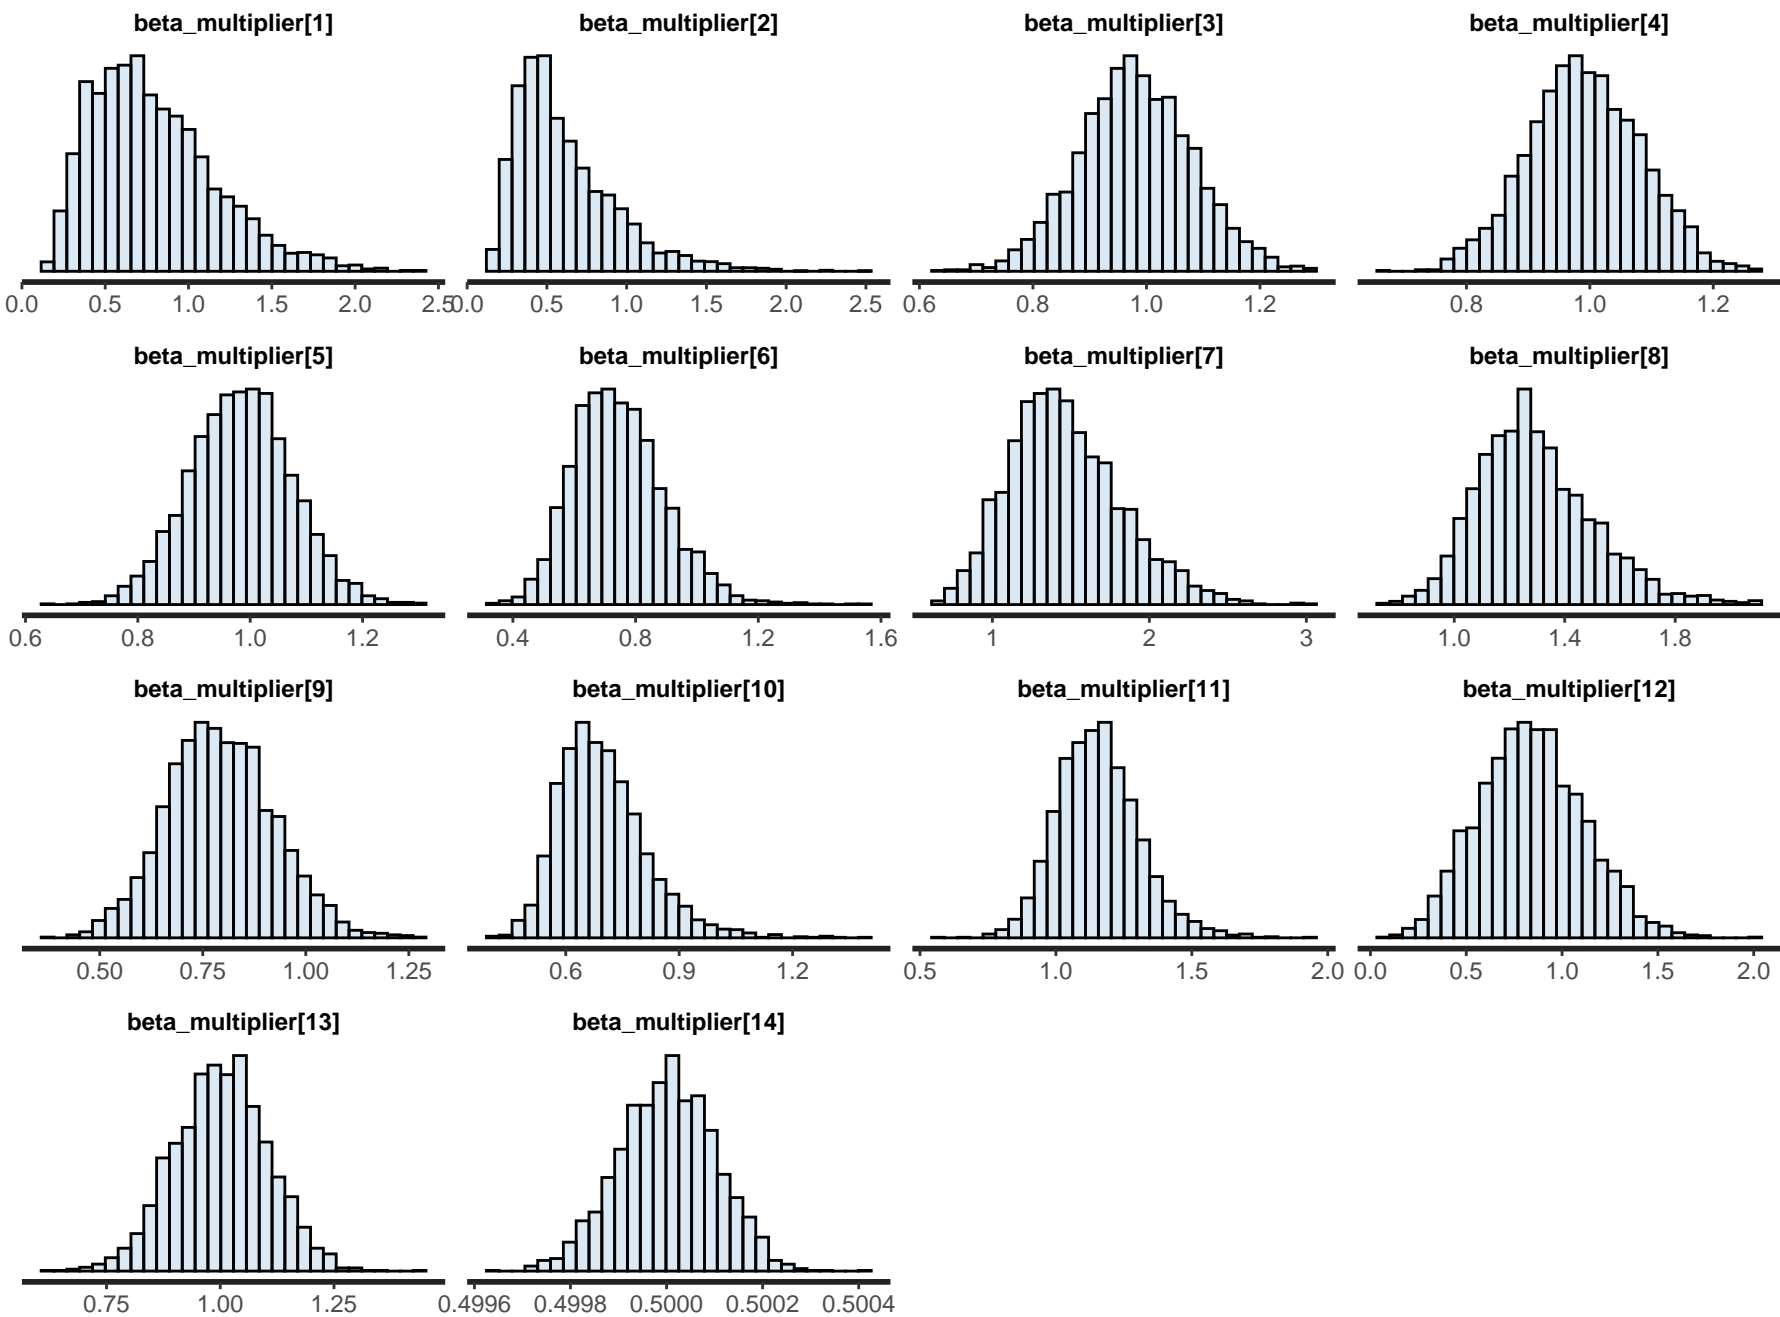 beta_multiplier[1] beta_multiplier[2] beta_multiplier[3] beta_multiplier[4]
0.0 0.5 1.0 1.5 2.0 2.5 0.0 0.5 1.0 1.5 2.0 2.5 0.6 0.8 1.0 1.2 0.8 1.0 1.2
beta_multiplier[5] beta_multiplier[6] beta_multiplier[7] beta_multiplier[8]
0.6 0.8 1.0 1.2 0.4 0.8 1.2 1.6 1 2 3 1.0 1.4 1.8
beta_multiplier[9] beta_multiplier[10] beta_multiplier[11] beta_multiplier[12]
0.50 0.75 1.00 1.25 0.6 0.9 1.2 0.5 1.0 1.5 2.0 0.0 0.5 1.0 1.5 2.0
beta_multiplier[13] beta_multiplier[14]
0.75 1.00 1.25 0.4996 0.4998 0.5000 0.5002 0.5004